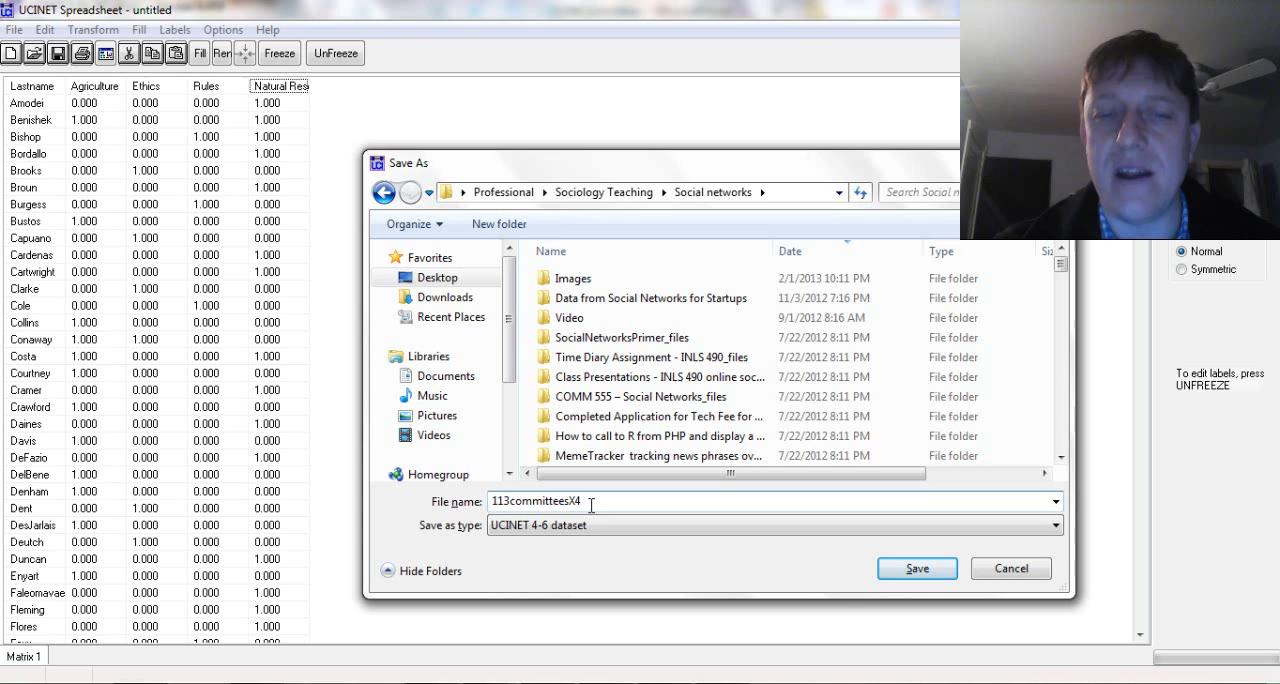 UCINET Spreadsheet - untitled
File Edit Transform Fill Labels Options Help
Fill Ren Freeze UnFreeze
Lastname Agriculture Ethics Rules Natural Res
Amodei 0.000 0.000 0.000 1.000
Benishek 1.000 0.000 0.000 0.000
Bishop 0.000 0.000 1.000 1.000
Bordallo 0.000 0.000 0.000 1.000
Brooks 0.000 1.000 0.000 0.000
Broun 0.000 0.000 0.000 1.000
Burgess 0.000 0.000 1.000 0.000
Bustos 1.000 0.000 0.000 0.000
Capuano 0.000 1.000 0.000 0.000
Cardenas 0.000 0.000 0.000 1.000
Cartwright 0.000 0.000 0.000 1.000
Clarke 0.000 1.000 0.000 0.000
Cole 0.000 0.000 1.000 0.000
Collins 1.000 0.000 0.000 0.000
Conaway 1.000 1.000 0.000 0.000
Costa 1.000 0.000 0.000 1.000
Courtney 1.000 0.000 0.000 0.000
Cramer 0.000 0.000 0.000 1.000
Crawford 1.000 0.000 0.000 0.000
Daines 0.000 0.000 0.000 1.000
Davis 1.000 0.000 0.000 0.000
DeFazio 0.000 0.000 0.000 1.000
DelBene 1.000 0.000 0.000 0.000
Denham 1.000 0.000 0.000 1.000
Dent 0.000 1.000 0.000 0.000
DesJarlais 1.000 0.000 0.000 0.000
Deutch 0.000 1.000 0.000 0.000
Duncan 0.000 0.000 0.000 1.000
Enyart 1.000 0.000 0.000 0.000
Faleomavae 0.000 0.000 0.000 1.000
Fleming 0.000 0.000 0.000 1.000
Flores 0.000 0.000 0.000 1.000
Matrix 1
Save As
Professional Sociology Teaching Social networks Search Social n
Organize New folder
Favorites
Desktop
Downloads
Recent Places
Libraries
Documents
Music
Pictures
Videos
Homegroup
Name Date Type Siz
Images 2/1/2013 10:11 PM File folder
Data from Social Networks for Startups 11/3/2012 7:16 PM File folder
Video 9/1/2012 8:16 AM File folder
SocialNetworksPrimer_files 7/22/2012 8:11 PM File folder
Time Diary Assignment - INLS 490_files 7/22/2012 8:11 PM File folder
Class Presentations - INLS 490 online soc... 7/22/2012 8:11 PM File folder
COMM 555 – Social Networks_files 7/22/2012 8:11 PM File folder
Completed Application for Tech Fee for ... 7/22/2012 8:11 PM File folder
How to call to R from PHP and display a ... 7/22/2012 8:11 PM File folder
MemeTracker tracking news phrases ov... 7/22/2012 8:11 PM File folder
File name: 113committeesX4
Save as type: UCINET 4-6 dataset
Hide Folders Save Cancel
Normal
Symmetric
To edit labels, press
UNFREEZE